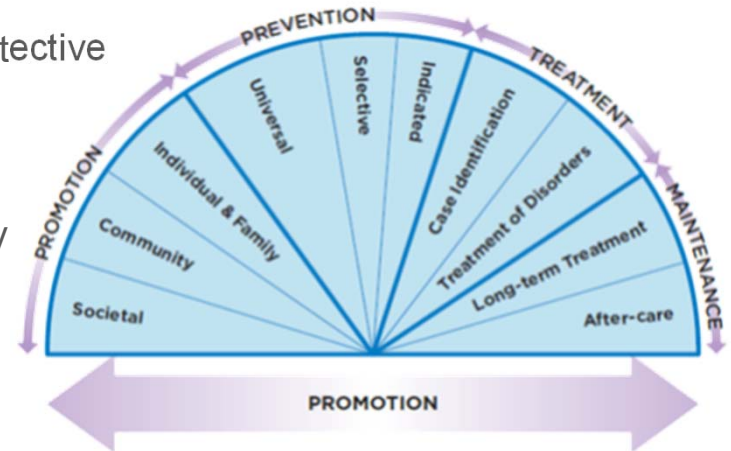 tective
y
PROMOTION
PREVENTION
TREATMENT
MAINTENANCE
Societal
Community
Individual & Family
Universal
Selective
Indicated
Case Identification
Treatment of Disorders
Long-term Treatment
After-care
PROMOTION